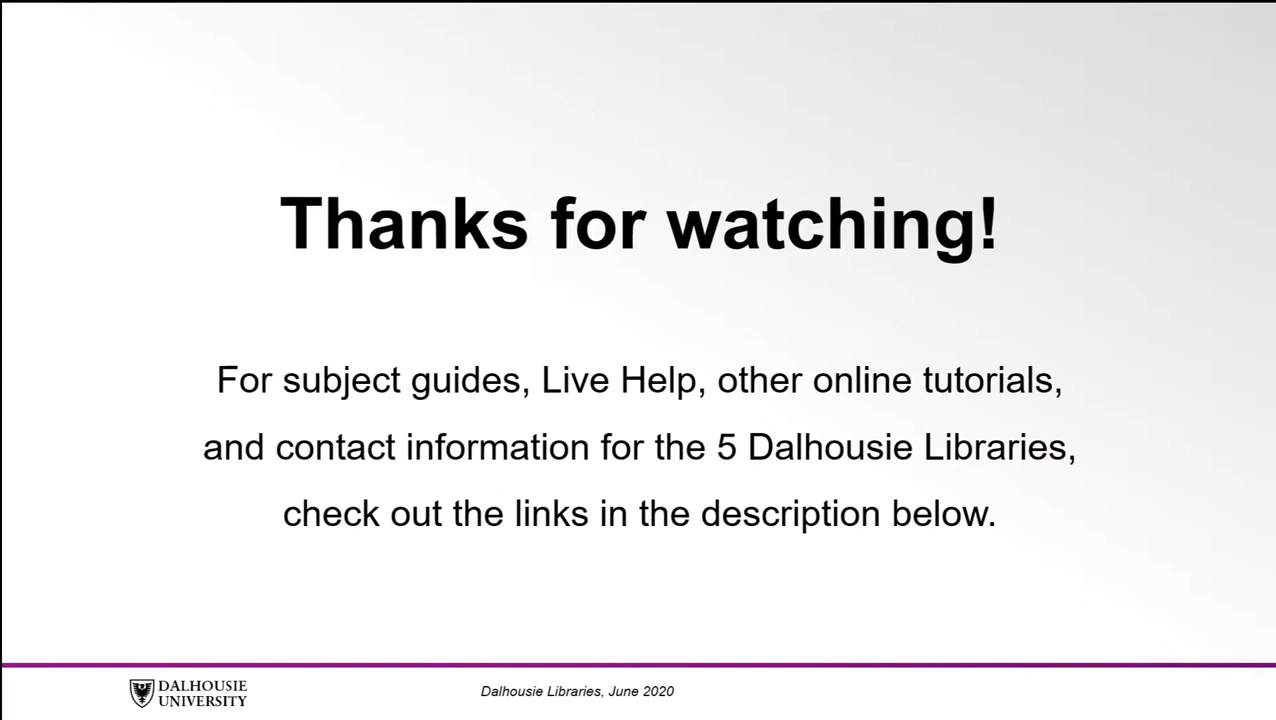 Thanks for watching!
For subject guides, Live Help, other online tutorials,
and contact information for the 5 Dalhousie Libraries,
check out the links in the description below.
DALHOUSIE
UNIVERSITY
Dalhousie Libraries, June 2020